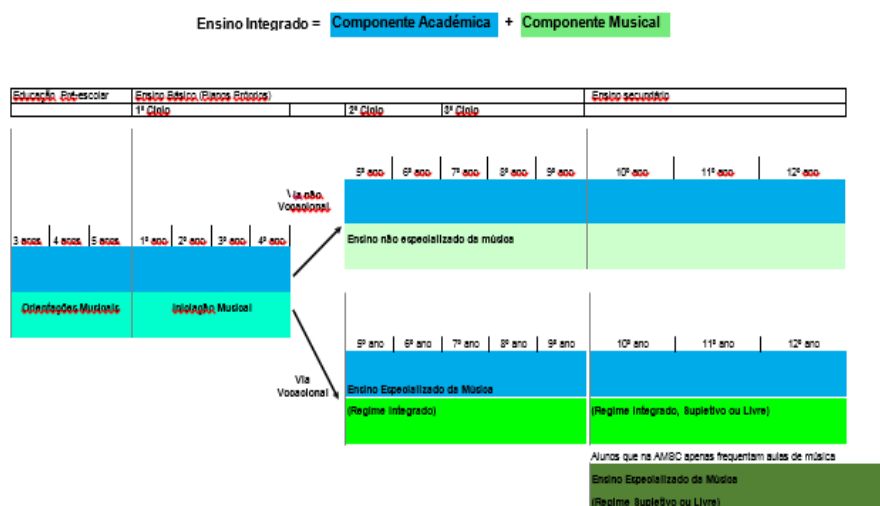 Ensino Integrado = Componente Académica + Componente Musical
Educação Pré-escolar Ensino Básico (Planos Próprios) Ensino secundário
1º Ciclo 2º Ciclo 3º Ciclo
5º ano 6º ano 7º ano 8º ano 9º ano 10º ano 11º ano 12º ano
Via não
Vocacional
3 anos 4 anos 5 anos 1º ano 2º ano 3º ano 4º ano
Ensino não especializado da música
Orientações Musicais Iniciação Musical
5º ano 6º ano 7º ano 8º ano 9º ano 10º ano 11º ano 12º ano
Via
Vocacional
Ensino Especializado da Música
(Regime Integrado) (Regime Integrado, Supletivo ou Livre)
Alunos que na AMSC apenas frequentam aulas de música
Ensino Especializado da Música
(Regime Supletivo ou Livre)